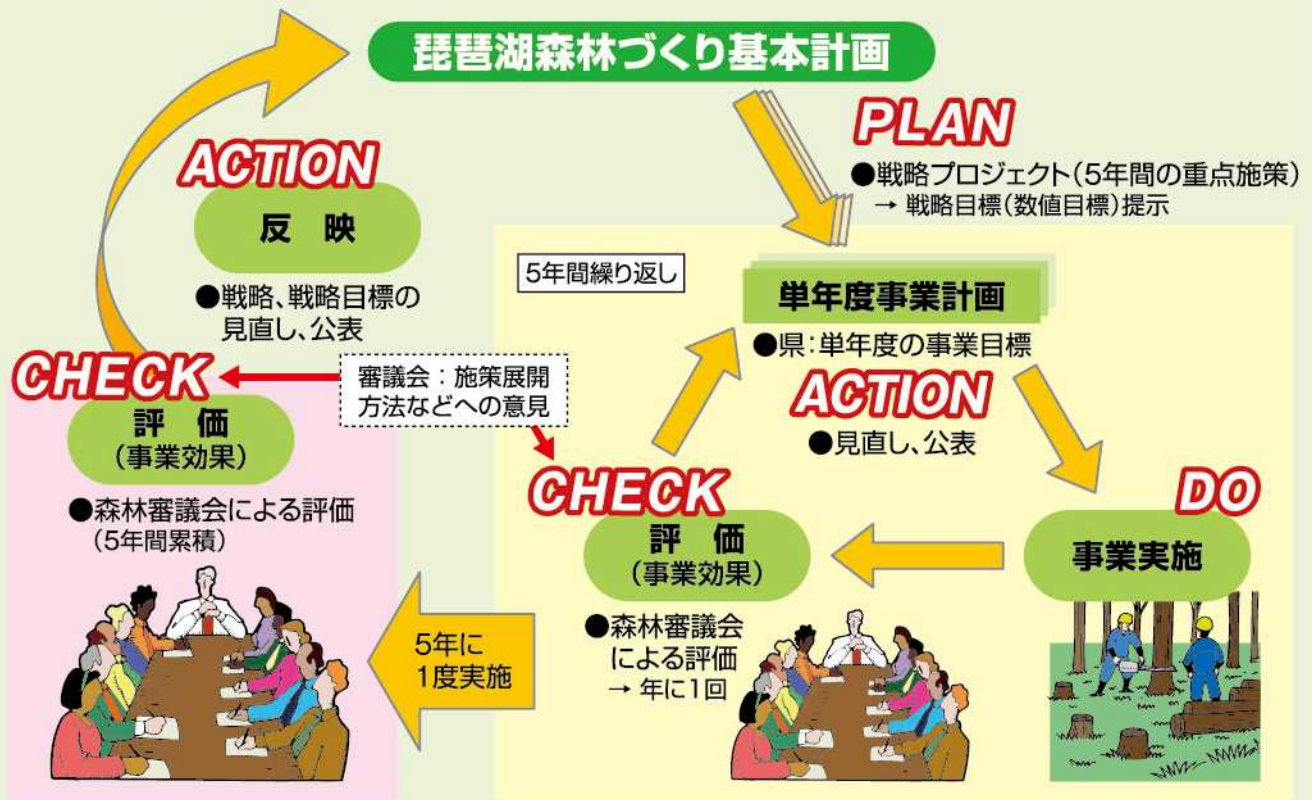 琵琶湖森林づくり基本計画
PLAN
●戦略プロジェクト(5年間の重点施策)
→ 戦略目標(数値目標)提示
ACTION
反 映
●戦略、戦略目標の
見直し、公表
5年間繰り返し
単年度事業計画
●県:単年度の事業目標
ACTION
●見直し、公表
審議会:施策展開
方法などへの意見
CHECK
評 価
(事業効果)
●森林審議会による評価
(5年間累積)
CHECK
評 価
(事業効果)
●森林審議会
による評価
→ 年に1回
DO
事業実施
5年に
1度実施